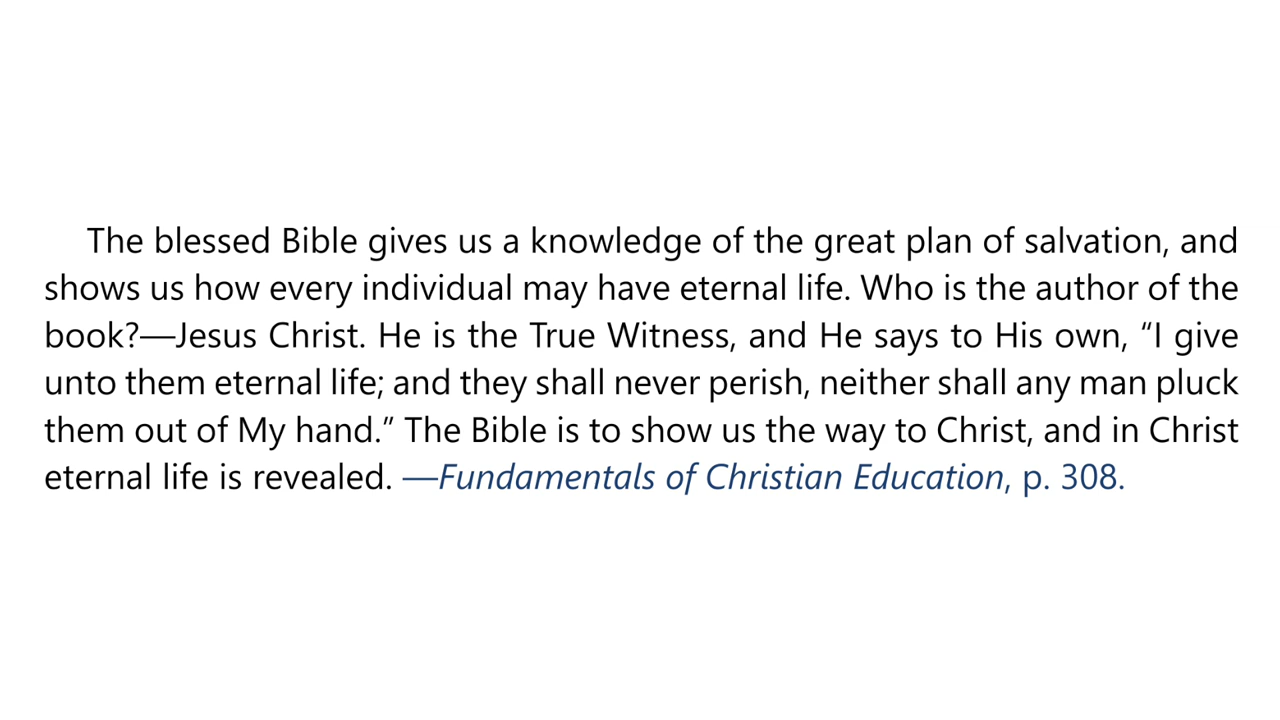 The blessed Bible gives us a knowledge of the great plan of salvation, and
shows us how every individual may have eternal life. Who is the author of the
book?—Jesus Christ. He is the True Witness, and He says to His own, “I give
unto them eternal life; and they shall never perish, neither shall any man pluck
them out of My hand.” The Bible is to show us the way to Christ, and in Christ
eternal life is revealed. —Fundamentals of Christian Education, p. 308.